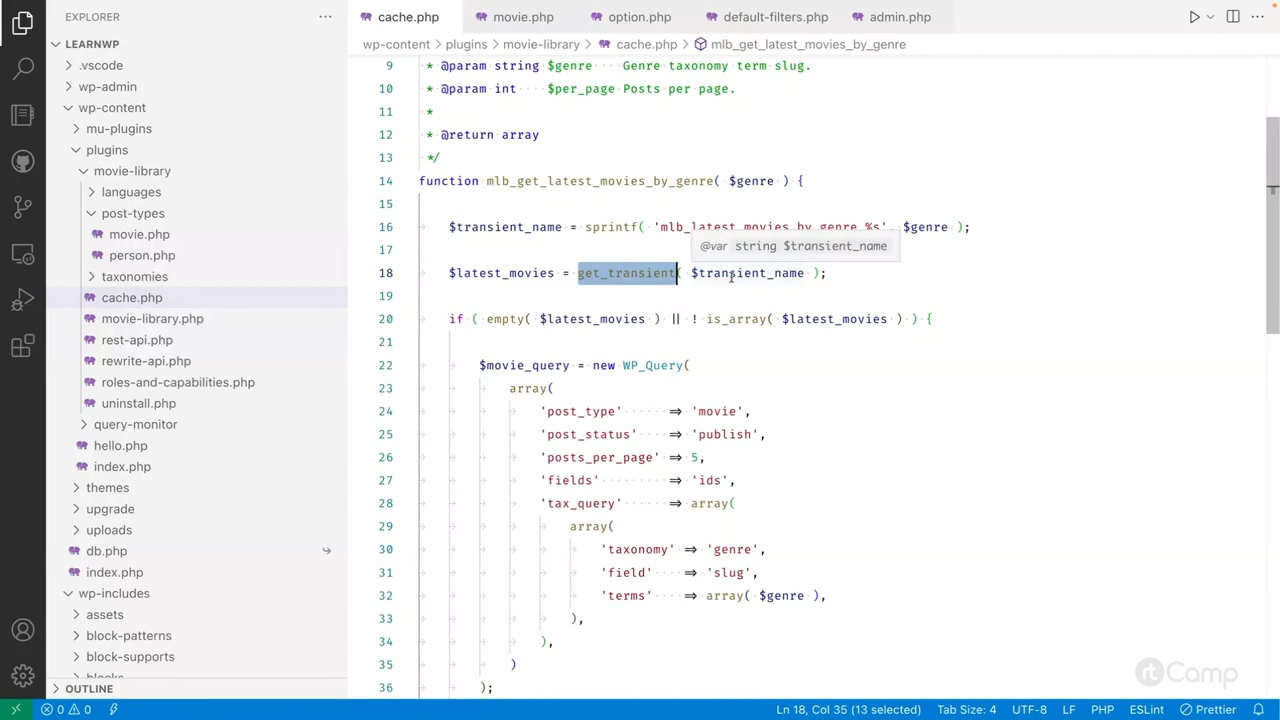 EXPLORER
LEARNWP
.vscode
wp-admin
wp-content
mu-plugins
plugins
movie-library
languages
post-types
movie.php
person.php
taxonomies
cache.php
movie-library.php
rest-api.php
rewrite-api.php
roles-and-capabilities.php
uninstall.php
query-monitor
hello.php
index.php
themes
upgrade
uploads
db.php
index.php
wp-includes
assets
block-patterns
block-supports
blocks
OUTLINE
cache.php movie.php option.php default-filters.php admin.php
wp-content > plugins > movie-library > cache.php > mlb_get_latest_movies_by_genre
9 * @param string $genre Genre taxonomy term slug.
10 * @param int $per_page Posts per page.
11 *
12 * @return array
13 */
14 function mlb_get_latest_movies_by_genre( $genre ) {
15
16 $transient_name = sprintf( 'mlb_latest_movies_by_genre_%s', $genre );
17
@var string $transient_name
18 $latest_movies = get_transient( $transient_name );
19
20 if ( empty( $latest_movies ) || ! is_array( $latest_movies ) ) {
21
22 $movie_query = new WP_Query(
23 array(
24 'post_type' => 'movie',
25 'post_status' => 'publish',
26 'posts_per_page' => 5,
27 'fields' => 'ids',
28 'tax_query' => array(
29 array(
30 'taxonomy' => 'genre',
31 'field' => 'slug',
32 'terms' => array( $genre ),
33 ),
34 ),
35 )
36 );
rtCamp
0 0 Ln 18, Col 35 (13 selected) Tab Size: 4 UTF-8 LF PHP ESLint Prettier